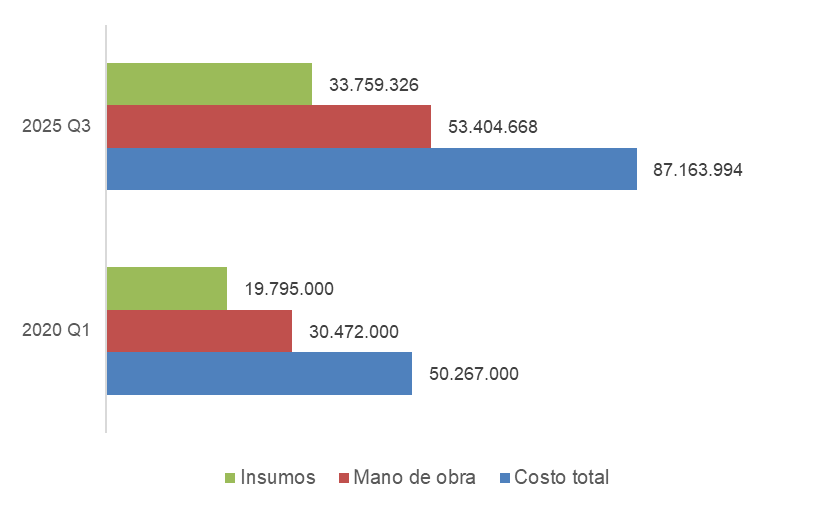 33.759.326
2025 Q3
53.404.668
87.163.994
19.795.000
2020 Q1
30.472.000
50.267.000
Insumos
Mano de obra
Costo total